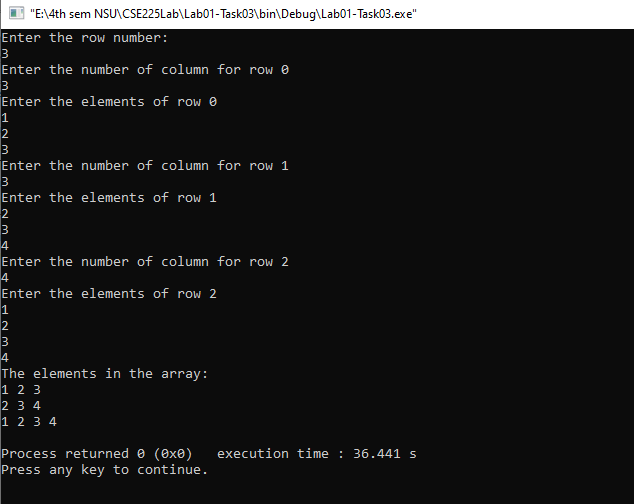 "E:\4th sem NSU\CSE225Lab\Lab01-Task03\bin\Debug\Lab01-Task03.exe"
Enter the row number:
3
Enter the number of column for row 0
3
Enter the elements of row 0
1
2
3
Enter the number of column for row 1
3
Enter the elements of row 1
2
3
4
Enter the number of column for row 2
4
Enter the elements of row 2
1
2
3
4
The elements in the array:
1 2 3
2 3 4
1 2 3 4
Process returned 0 (0x0)   execution time : 36.441 s
Press any key to continue.